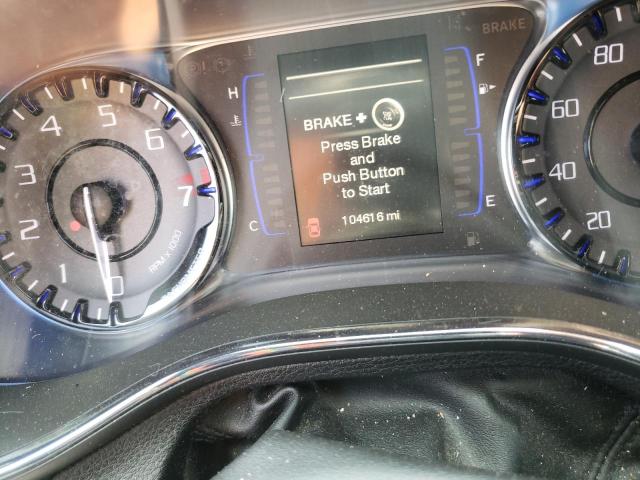 BRAKE
H
F
C
E
BRAKE+
Press Brake
and
Push Button
to Start
104616 mi
0
1
2
3
4
5
6
7
RPM x 1000
20
40
60
80